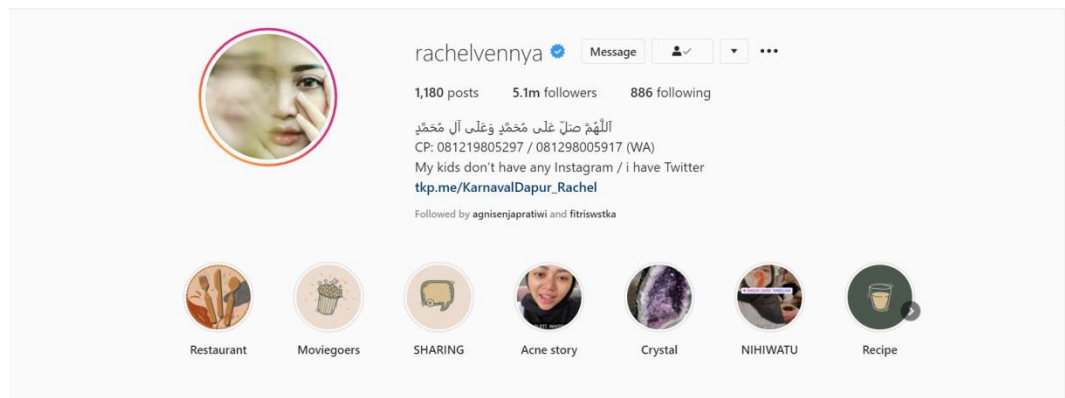 rachelvennya Message
1,180 posts 5.1m followers 886 following
اَللّٰهُمَّ صَلِّ عَلَى مُحَمَّدٍ وَعَلَى آلِ مُحَمَّدٍ
CP: 081219805297 / 081298005917 (WA)
My kids don't have any Instagram / i have Twitter
tkp.me/KarnavalDapur_Rachel
Followed by agnisenjapratiwi and fitriswstka
Restaurant Moviegoers SHARING Acne story Crystal NIHIWATU Recipe